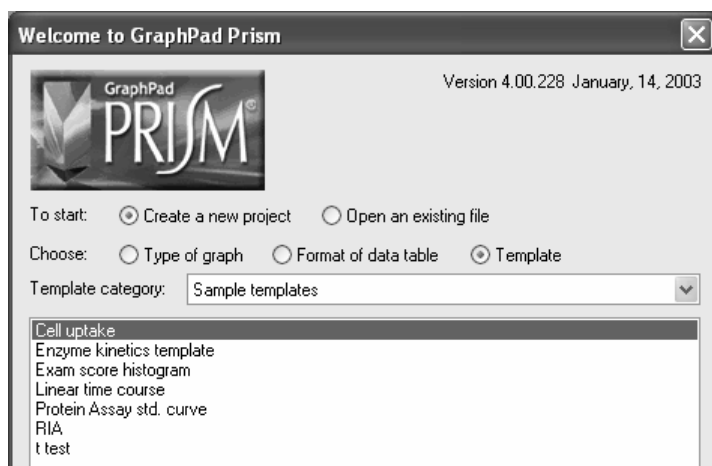 Welcome to GraphPad Prism
Version 4.00.228 January, 14, 2003
GraphPad
PRISM®
To start: Create a new project Open an existing file
Choose: Type of graph Format of data table Template
Template category: Sample templates
Cell uptake
Enzyme kinetics template
Exam score histogram
Linear time course
Protein Assay std. curve
RIA
t test